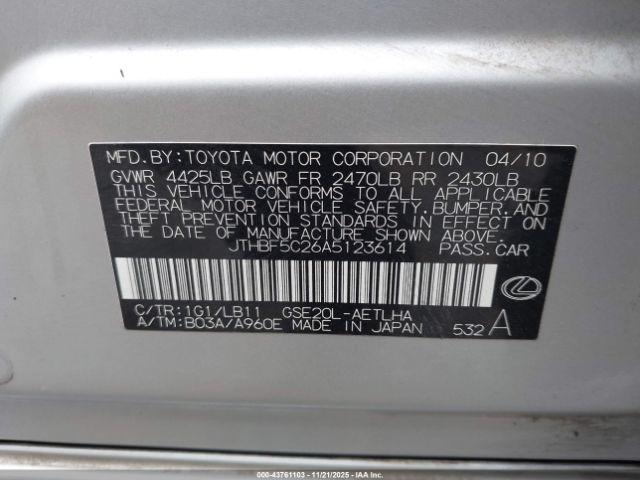 MFD.BY:TOYOTA MOTOR CORPORATION 04/10
GVWR 4425LB GAWR FR 2470LB RR 2430LB
THIS VEHICLE CONFORMS TO ALL APPLICABLE
FEDERAL MOTOR VEHICLE SAFETY,BUMPER,AND
THEFT PREVENTION STANDARDS IN EFFECT ON
THE DATE OF MANUFACTURE SHOWN ABOVE.
JTHBF5C26A5123614 PASS.CAR
C/TR:1G1/LB11 GSE20L-AETLHA
A/TM:B03A/A960E MADE IN JAPAN 532 A
000-43761103 - 11/21/2025 - IAAI, Inc.